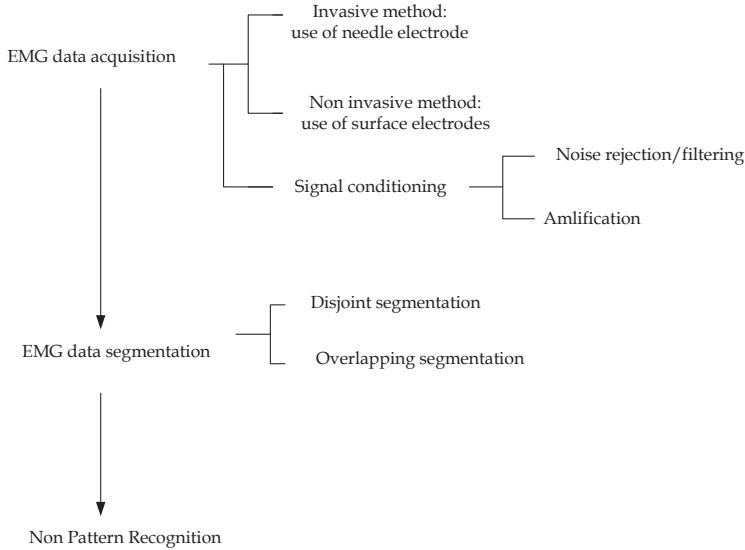 Invasive method:
use of needle electrode
EMG data acquisition
Non invasive method:
use of surface electrodes
Noise rejection/filtering
Signal conditioning
Amlification
Disjoint segmentation
EMG data segmentation
Overlapping segmentation
Non Pattern Recognition